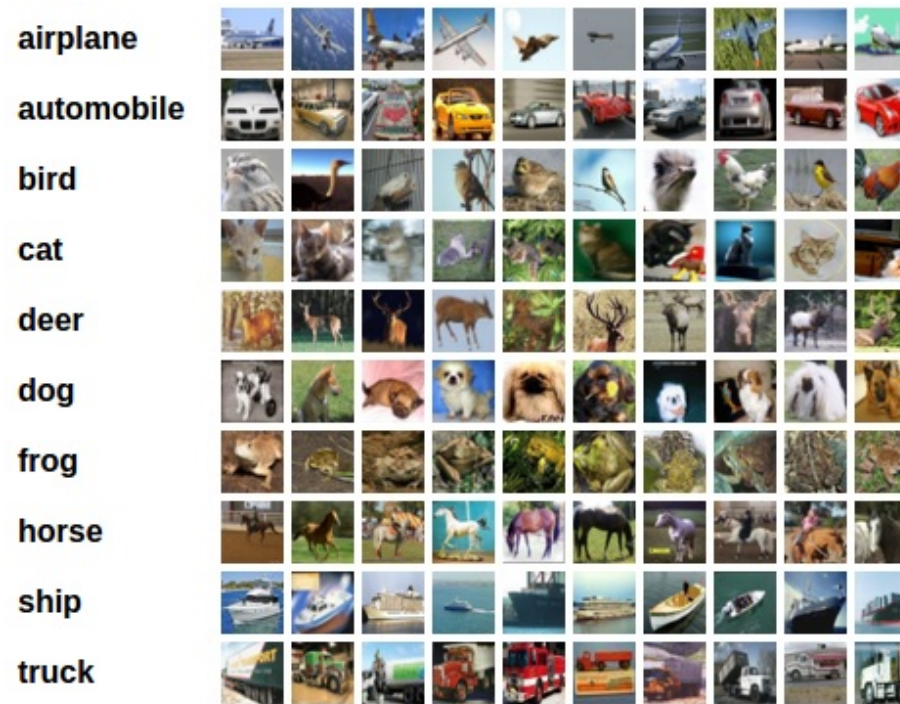 airplane
automobile
bird
cat
deer
dog
frog
horse
ship
truck